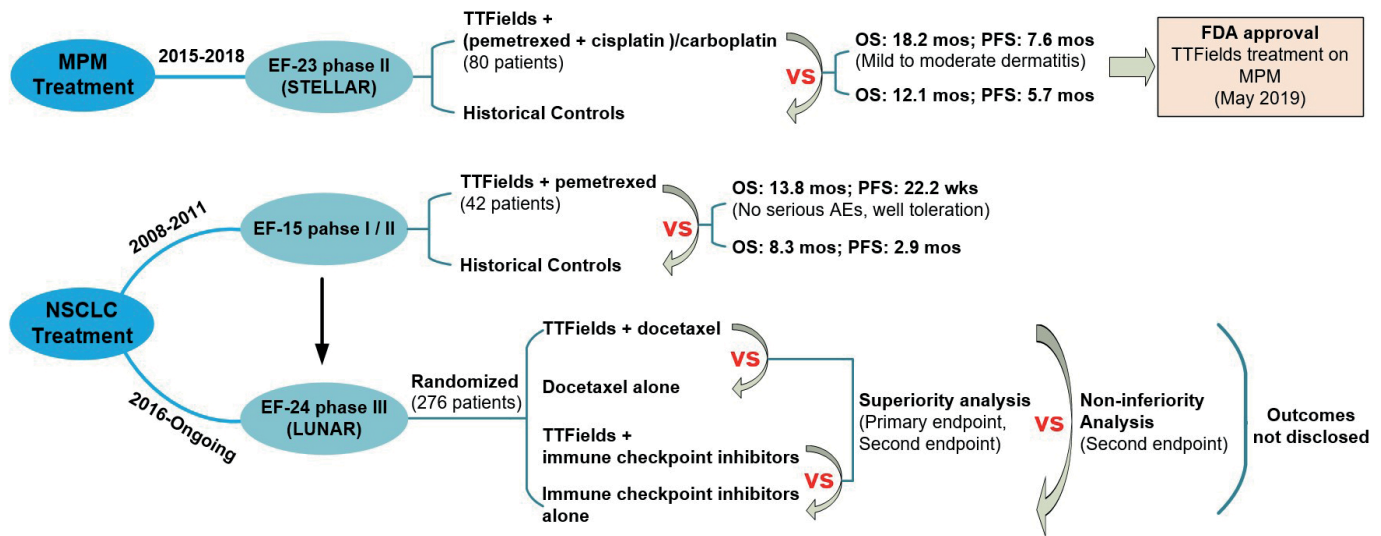 MPM
Treatment
2015-2018
EF-23 phase II
(STELLAR)
TTFields +
(pemetrexed + cisplatin )/carboplatin
(80 patients)
Historical Controls
VS
OS: 18.2 mos; PFS: 7.6 mos
(Mild to moderate dermatitis)
OS: 12.1 mos; PFS: 5.7 mos
FDA approval
TTFields treatment on
MPM
(May 2019)
NSCLC
Treatment
2008-2011
EF-15 pahse I / II
TTFields + pemetrexed
(42 patients)
Historical Controls
VS
OS: 13.8 mos; PFS: 22.2 wks
(No serious AEs, well toleration)
OS: 8.3 mos; PFS: 2.9 mos
2016-Ongoing
EF-24 phase III
(LUNAR)
Randomized
(276 patients)
TTFields + docetaxel
VS
Docetaxel alone
TTFields +
immune checkpoint inhibitors
VS
Immune checkpoint inhibitors
alone
Superiority analysis
(Primary endpoint,
Second endpoint)
VS
Non-inferiority
Analysis
(Second endpoint)
Outcomes
not disclosed